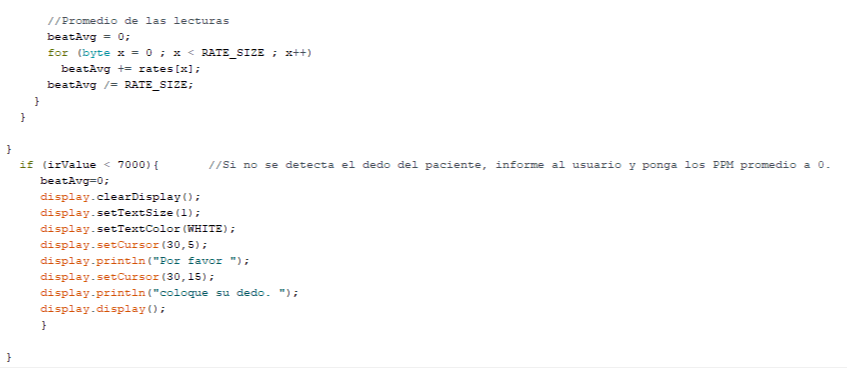 //Promedio de las lecturas
beatAvg = 0;
for (byte x = 0 ; x < RATE_SIZE ; x++)
beatAvg += rates[x];
beatAvg /= RATE_SIZE;
}
}
}
if (irValue < 7000){ //Si no se detecta el dedo del paciente, informe al usuario y ponga los PPM promedio a 0.
beatAvg=0;
display.clearDisplay();
display.setTextSize(1);
display.setTextColor(WHITE);
display.setCursor(30,5);
display.println("Por favor ");
display.setCursor(30,15);
display.println("coloque su dedo. ");
display.display();
}
}